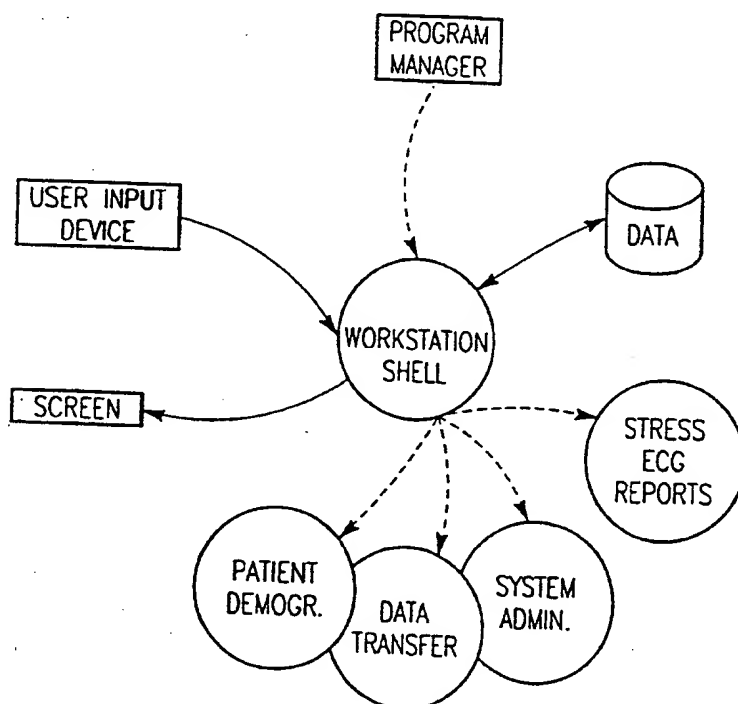 PROGRAM
MANAGER
USER INPUT
DEVICE
DATA
WORKSTATION
SHELL
SCREEN
STRESS
ECG
REPORTS
PATIENT
DEMOGR.
DATA
TRANSFER
SYSTEM
ADMIN.